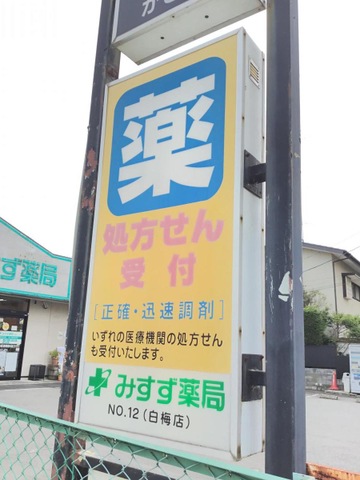 薬
処方せん
受付
[正確・迅速調剤]
いずれの医療機関の処方せん
も受付いたします。
みすず薬局
NO.12(白梅店)
ず薬局